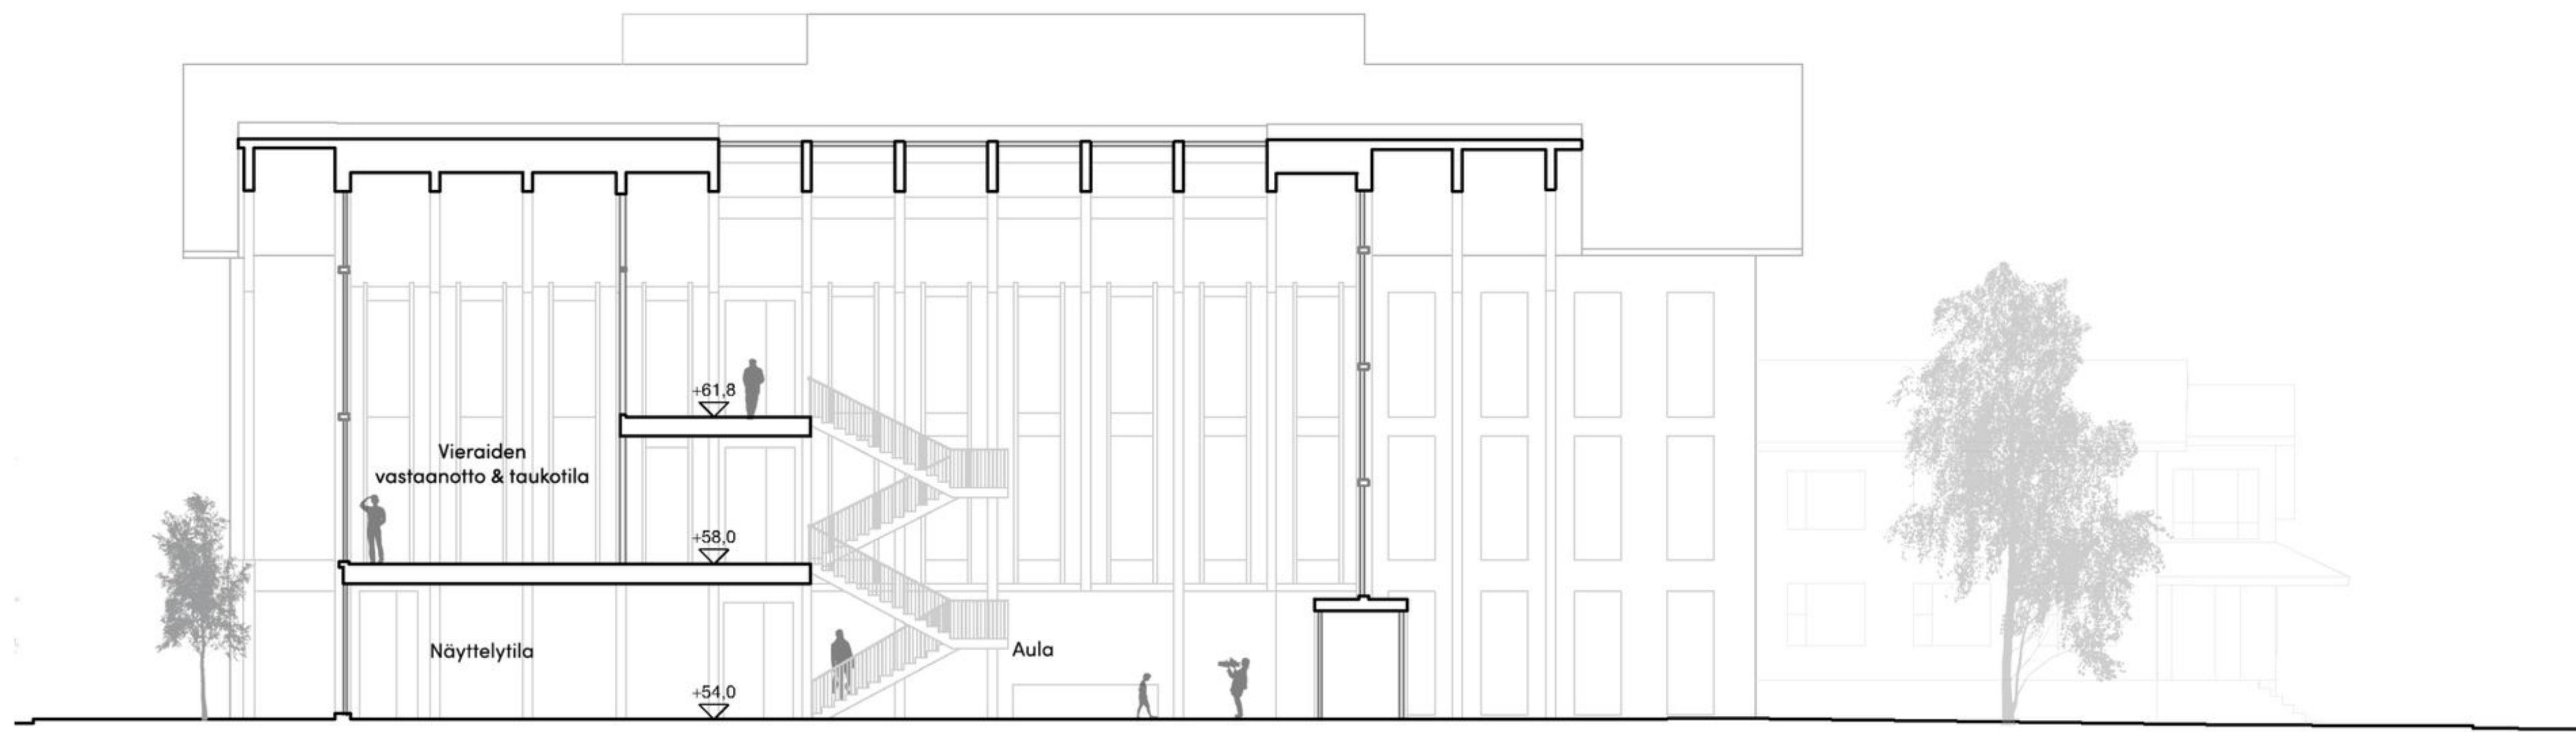 +61,8
Vieraiden
vastaanotto & taukotila
+58,0
Näyttelytila
Aula
+54,0